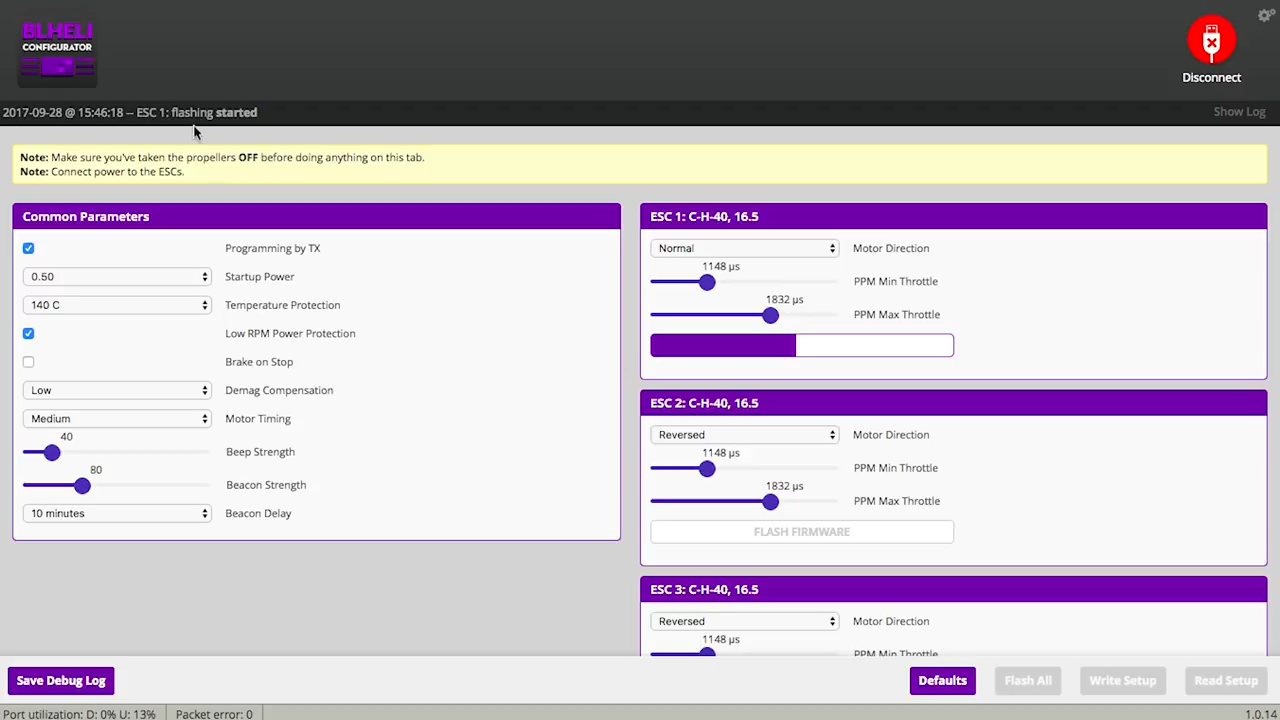 BLHELI
CONFIGURATOR
Disconnect
2017-09-28 @ 15:46:18 -- ESC 1: flashing started
Show Log
Note: Make sure you've taken the propellers OFF before doing anything on this tab.
Note: Connect power to the ESCs.
Common Parameters
Programming by TX
0.50 Startup Power
140 C Temperature Protection
Low RPM Power Protection
Brake on Stop
Low Demag Compensation
Medium Motor Timing
40
Beep Strength
80
Beacon Strength
10 minutes Beacon Delay
ESC 1: C-H-40, 16.5
Normal Motor Direction
1148 µs
PPM Min Throttle
1832 µs
PPM Max Throttle
ESC 2: C-H-40, 16.5
Reversed Motor Direction
1148 µs
PPM Min Throttle
1832 µs
PPM Max Throttle
FLASH FIRMWARE
ESC 3: C-H-40, 16.5
Reversed Motor Direction
1148 µs
PPM Min Throttle
Save Debug Log
Defaults Flash All Write Setup Read Setup
Port utilization: D: 0% U: 13% Packet error: 0 1.0.14